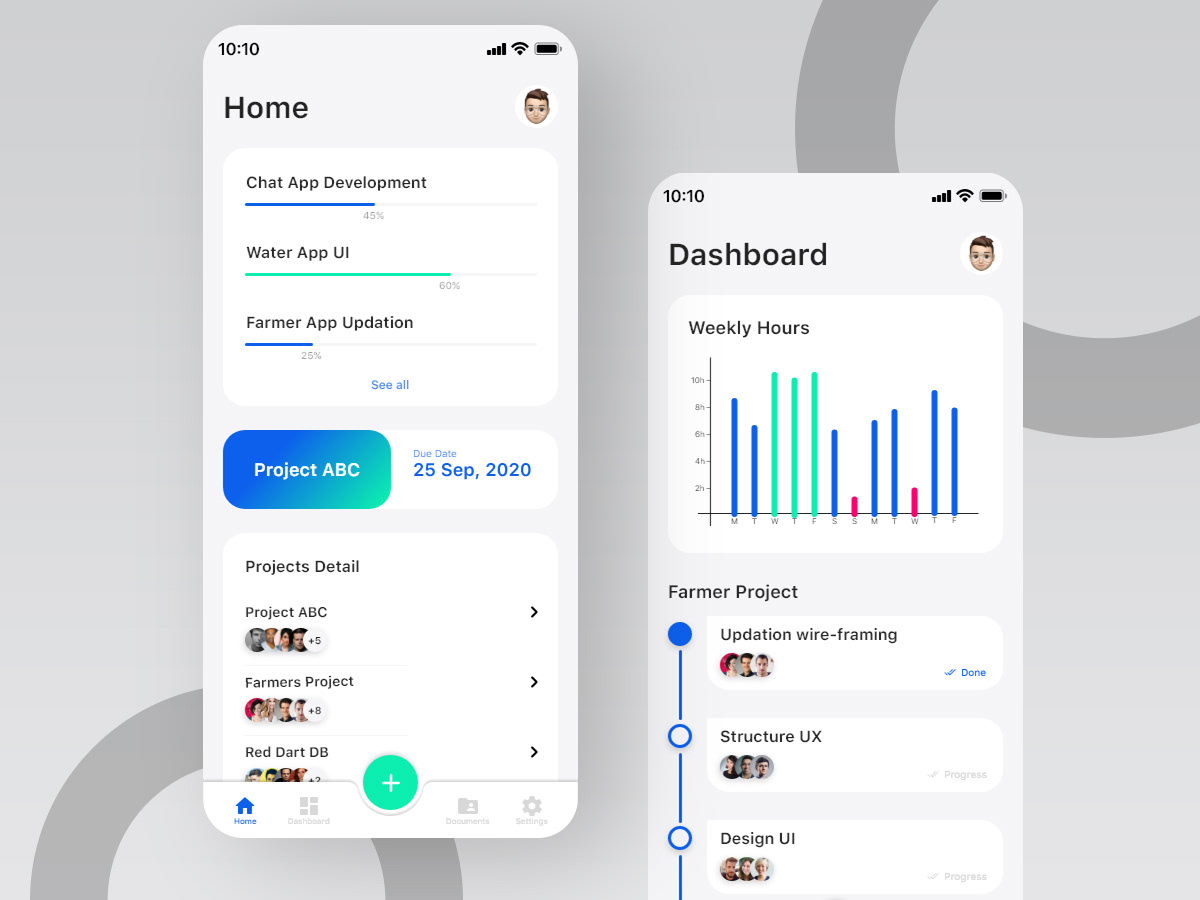 10:10
Home
Chat App Development
45%
Water App UI
60%
Farmer App Updation
25%
See all
Project ABC
Due Date
25 Sep, 2020
Projects Detail
Project ABC
+5
Farmers Project
+8
Red Dart DB
+2
+
Home Dashboard Documents Settings
10:10
Dashboard
Weekly Hours
10h
8h
6h
4h
2h
M T W T F S S M T W T F
Farmer Project
Updation wire-framing
Done
Structure UX
Progress
Design UI
Progress